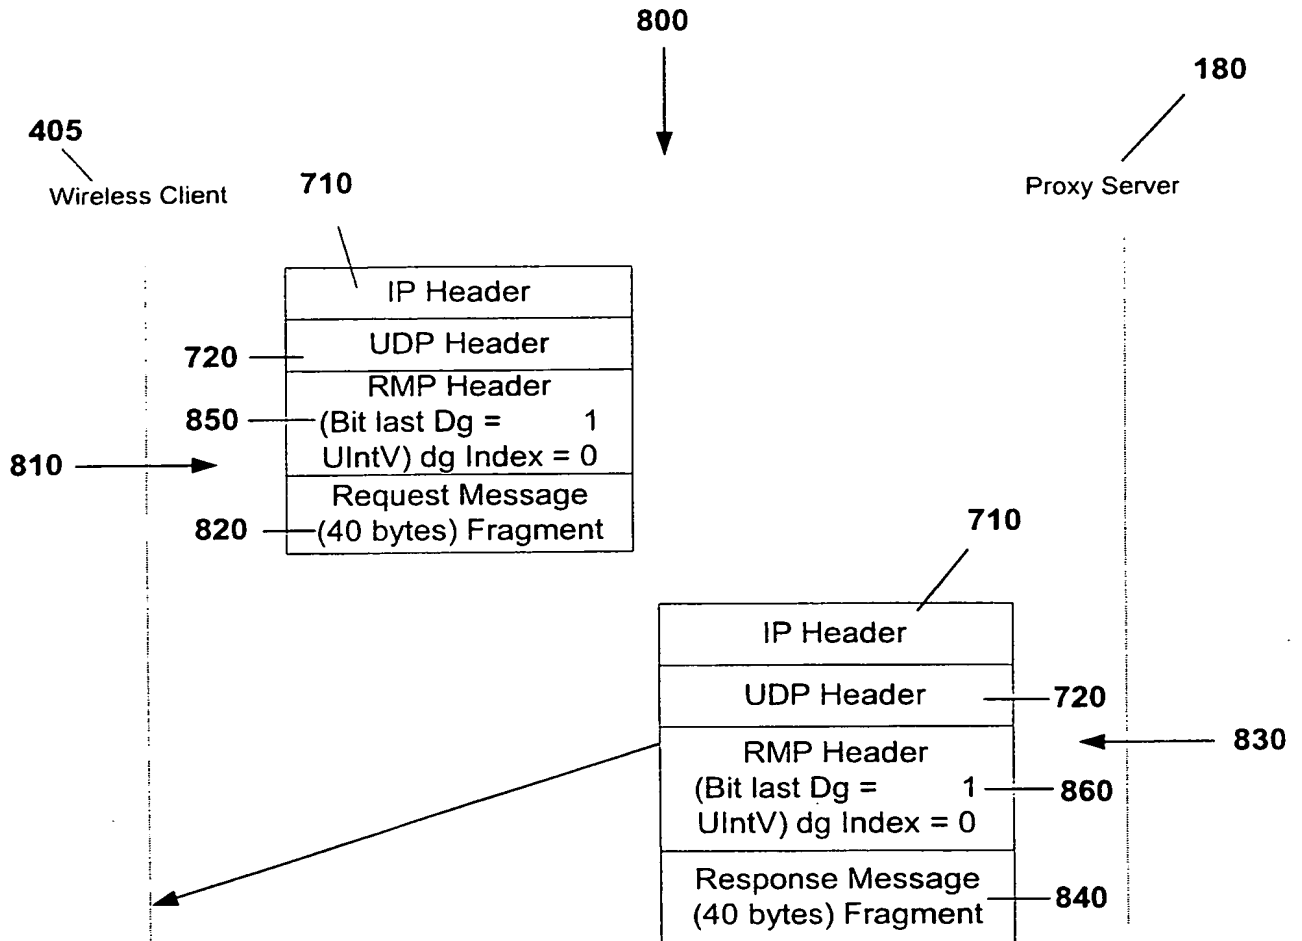 800
180
405
Wireless Client
710
Proxy Server
IP Header
UDP Header
720
RMP Header
850
(Bit last Dg = 1
UIntV) dg Index = 0
810
Request Message
820
(40 bytes) Fragment
710
IP Header
UDP Header
720
RMP Header
830
(Bit last Dg = 1
860
UIntV) dg Index = 0
Response Message
840
(40 bytes) Fragment